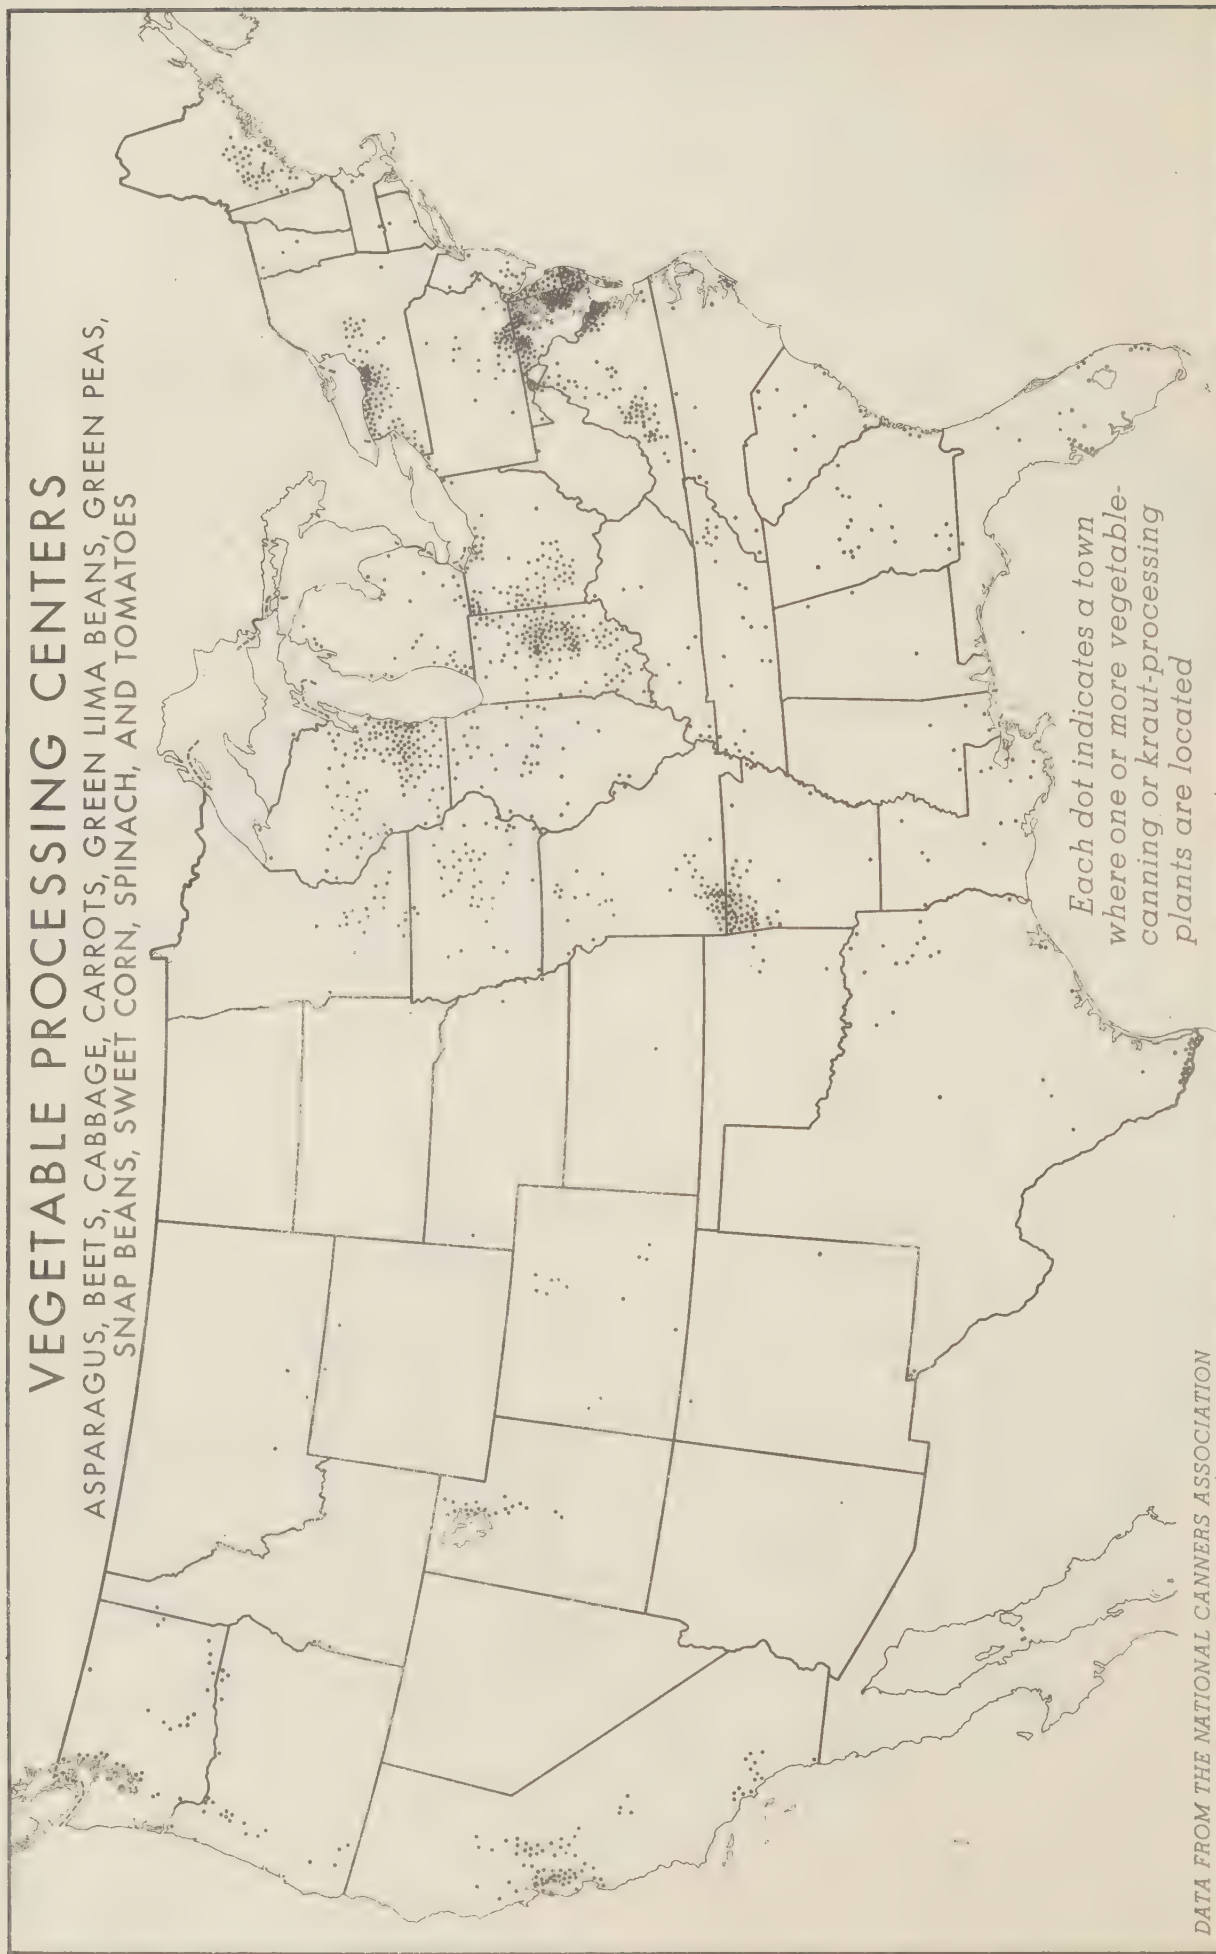 VEGETABLE PROCESSING CENTERS
ASPARAGUS, BEETS, CABBAGE, CARROTS, GREEN LIMA BEANS, GREEN PEAS,
SNAP BEANS, SWEET CORN, SPINACH, AND TOMATOES
Each dot indicates a town
where one or more vegetable-
canning or kraut-processing
plants are located
DATA FROM THE NATIONAL CANNERS ASSOCIATION